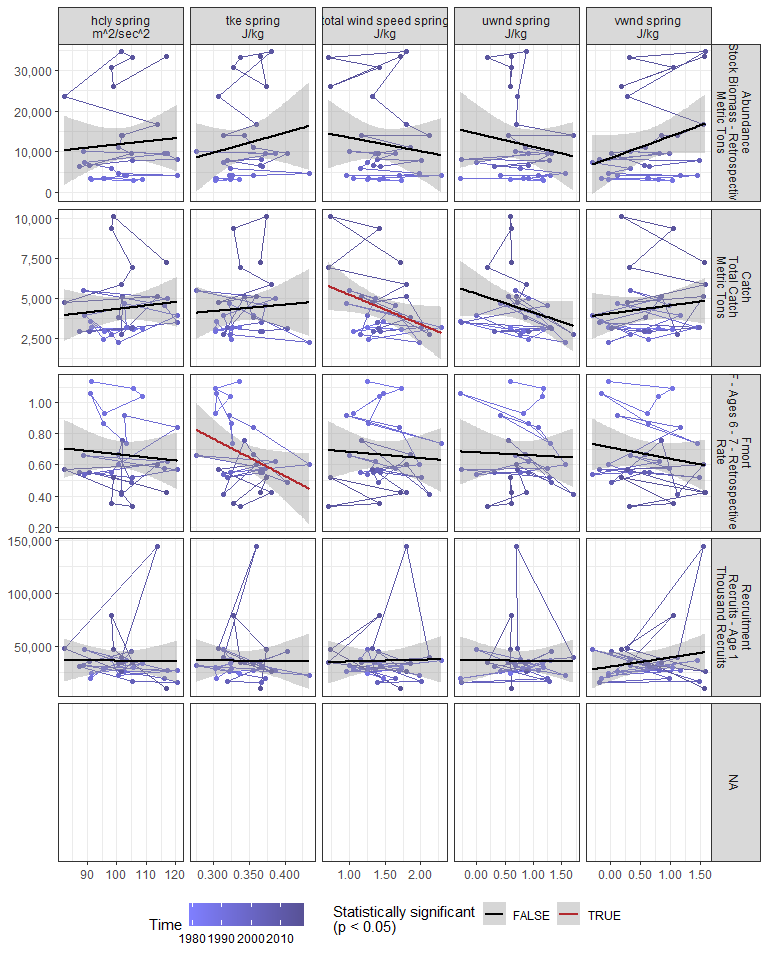 hcly spring
m^2/sec^2
tke spring
J/kg
total wind speed spring
J/kg
uwnd spring
J/kg
vwnd spring
J/kg
30,000
20,000
10,000
0
Abundance
Stock Biomass - Retrospectiv
Metric Tons
10,000
7,500
5,000
2,500
Catch
Total Catch
Metric Tons
1.00
0.80
0.60
0.40
0.20
Fmort
F - Ages 6 - 7 - Retrospective
Rate
150,000
100,000
50,000
Recruitment
Recruits - Age 1
Thousand Recruits
NA
90 100 110 120
0.300 0.350 0.400
1.00 1.50 2.00
0.00 0.50 1.00 1.50
0.00 0.50 1.00 1.50
Time
1980 1990 2000 2010
Statistically significant
(p < 0.05)
FALSE
TRUE